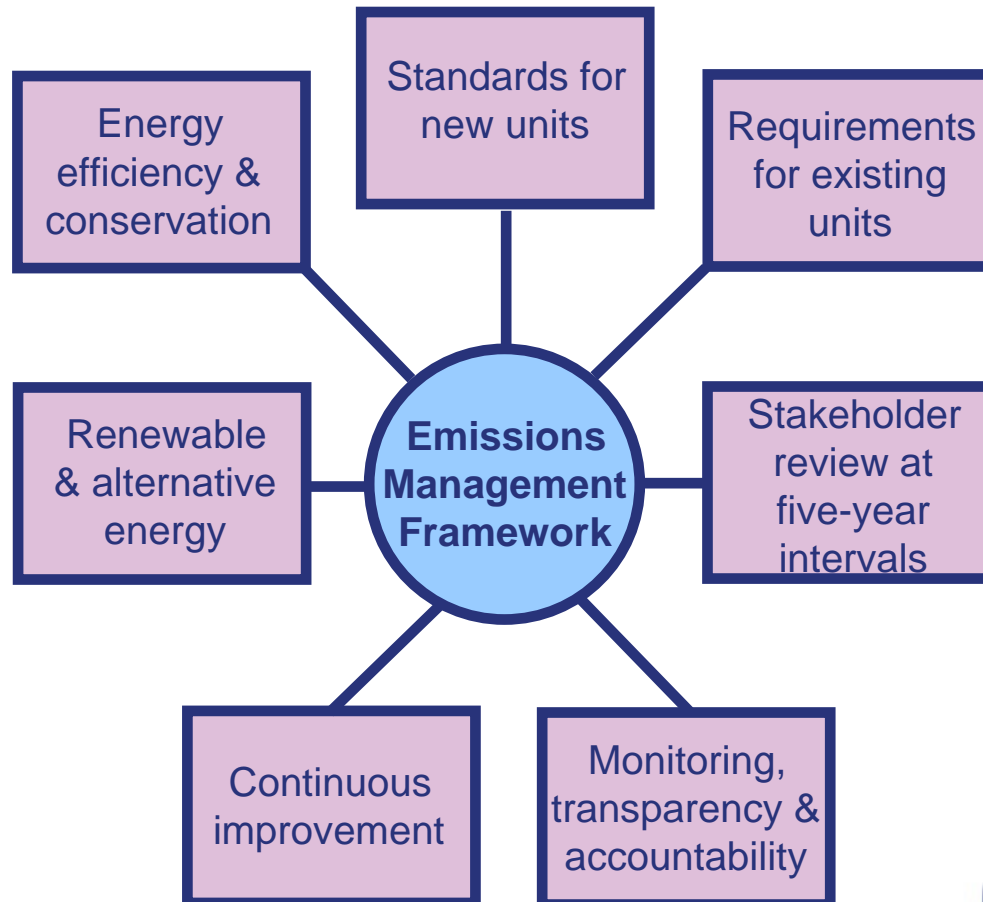 Standards for
new units
Energy
efficiency &
conservation
Requirements
for existing
units
Renewable
& alternative
energy
Emissions
Management
Framework
Stakeholder
review at
five-year
intervals
Continuous
improvement
Monitoring,
transparency &
accountability